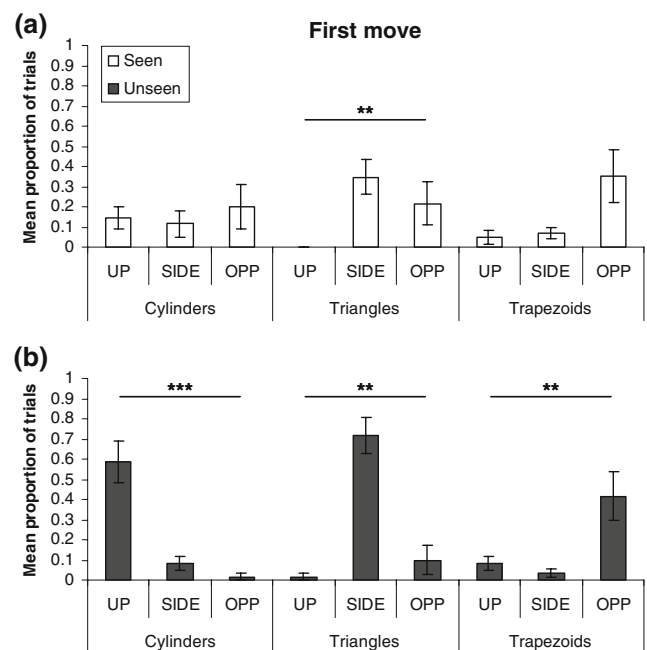 (a)
First move
Mean proportion of trials
1
0.9
0.8
0.7
0.6
0.5
0.4
0.3
0.2
0.1
0
Seen
Unseen
**
UP SIDE OPP UP SIDE OPP UP SIDE OPP
Cylinders Triangles Trapezoids
(b)
Mean proportion of trials
1
0.9
0.8
0.7
0.6
0.5
0.4
0.3
0.2
0.1
0
*** ** **
UP SIDE OPP UP SIDE OPP UP SIDE OPP
Cylinders Triangles Trapezoids